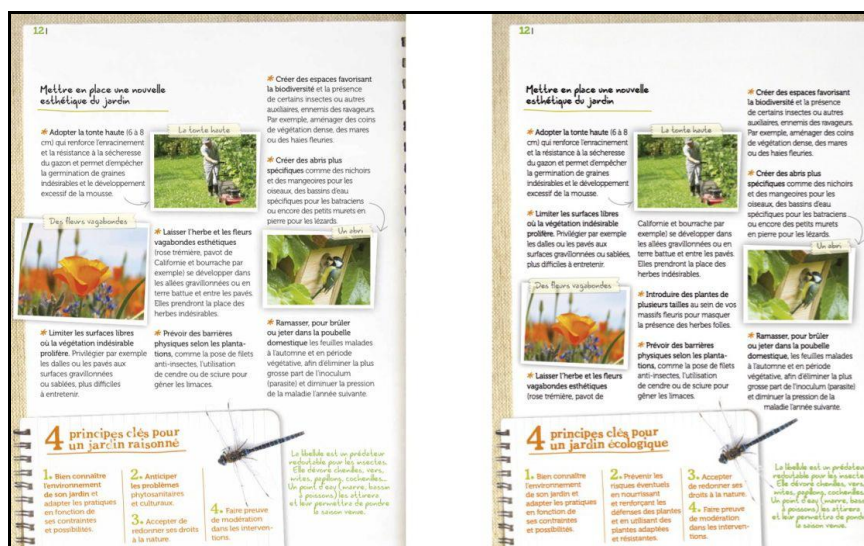 12|
Mettre en place une nouvelle
esthétique du jardin
* Adopter la tonte haute (6 à 8
cm) qui renforce l'enracinement
et la résistance à la sécheresse
du gazon et permet d'empêcher
la germination de graines
indésirables et le développement
excessif de la mousse.
La tonte haute
Des fleurs vagabondes
* Laisser l'herbe et les fleurs
vagabondes esthétiques
(rose trémière, pavot de
Californie et bourrache par
exemple) se développer dans
les allées gravillonnées ou en
terre battue et entre les pavés.
Elles prendront la place des
herbes indésirables.
* Limiter les surfaces libres
où la végétation indésirable
prolifère. Privilégier par exemple
les dalles ou les pavés aux
surfaces gravillonnées
ou sablées, plus difficiles
à entretenir.
* Prévoir des barrières
physiques selon les planta-
tions, comme la pose de filets
anti-insectes, l'utilisation
de cendre ou de sciure pour
gêner les limaces.
* Créer des espaces favorisant
la biodiversité et la présence
de certains insectes ou autres
auxiliaires, ennemis des ravageurs.
Par exemple, aménager des coins
de végétation dense, des mares
ou des haies fleuries.
* Créer des abris plus
spécifiques comme des nichoirs
et des mangeoires pour les
oiseaux, des bassins d'eau
spécifiques pour les batraciens
ou encore des petits murets en
pierre pour les lézards.
Un abri
* Ramasser, pour brûler
ou jeter dans la poubelle
domestique les feuilles malades
à l'automne et en période
végétative, afin d'éliminer la plus
grosse part de l'inoculum
(parasite) et diminuer la pression
de la maladie l'année suivante.
4 principes clés pour
un jardin raisonné
1. Bien connaître
l'environnement
de son jardin et
adapter les pratiques
en fonction de
ses contraintes
et possibilités.
2. Anticiper
les problèmes
phytosanitaires
et culturaux.
3. Accepter de
redonner ses droits
à la nature.
4. Faire preuve
de modération
dans les interven-
tions.
La libellule est un prédateur
redoutable pour les insectes.
Elle dévore chenilles, vers,
mites, papillons, cochenilles...
Un point d'eau (marre, bassin
à poissons) les attirera
et leur permettra de pondre
la saison venue.
12|
Mettre en place une nouvelle
esthétique du jardin
* Adopter la tonte haute (6 à 8
cm) qui renforce l'enracinement
et la résistance à la sécheresse
du gazon et permet d'empêcher
la germination de graines
indésirables et le développement
excessif de la mousse.
La tonte haute
* Limiter les surfaces libres
où la végétation indésirable
prolifère. Privilégier par exemple
les dalles ou les pavés aux
surfaces gravillonnées ou sablées,
plus difficiles à entretenir.
Des fleurs vagabondes
* Laisser l'herbe et les fleurs
vagabondes esthétiques
(rose trémière, pavot de
Californie et bourrache par
exemple) se développer dans
les allées gravillonnées ou en
terre battue et entre les pavés.
Elles prendront la place des
herbes indésirables.
* Introduire des plantes de
plusieurs tailles au sein de vos
massifs fleuris pour masquer
la présence des herbes folles.
* Prévoir des barrières
physiques selon les planta-
tions, comme la pose de filets
anti-insectes, l'utilisation
de cendre ou de sciure pour
gêner les limaces.
* Créer des espaces favorisant
la biodiversité et la présence
de certains insectes ou autres
auxiliaires, ennemis des ravageurs.
Par exemple, aménager des coins
de végétation dense, des mares
ou des haies fleuries.
* Créer des abris plus
spécifiques comme des nichoirs
et des mangeoires pour les
oiseaux, des bassins d'eau
spécifiques pour les batraciens
ou encore des petits murets
en pierre pour les lézards.
Un abri
* Ramasser, pour brûler
ou jeter dans la poubelle
domestique, les feuilles malades
à l'automne et en période
végétative, afin d'éliminer la plus
grosse part de l'inoculum (parasite)
et diminuer la pression de la
maladie l'année suivante.
4 principes clés pour
un jardin écologique
1. Bien connaître
l'environnement
de son jardin et
adapter les pratiques
en fonction de
ses contraintes et
possibilités.
2. Prévenir les
risques éventuels
en nourrissant
et renforçant les
défenses des plantes
et en utilisant des
plantes adaptées
et résistantes.
3. Accepter
de redonner ses
droits à la nature.
4. Faire preuve
de modération
dans les interven-
tions.
La libellule est un prédateur
redoutable pour les insectes.
Elle dévore chenilles, vers,
mites, papillons, cochenilles
Un point d'eau (marre, bassin
à poissons) les attirera
et leur permettra de pondre
la saison venue.